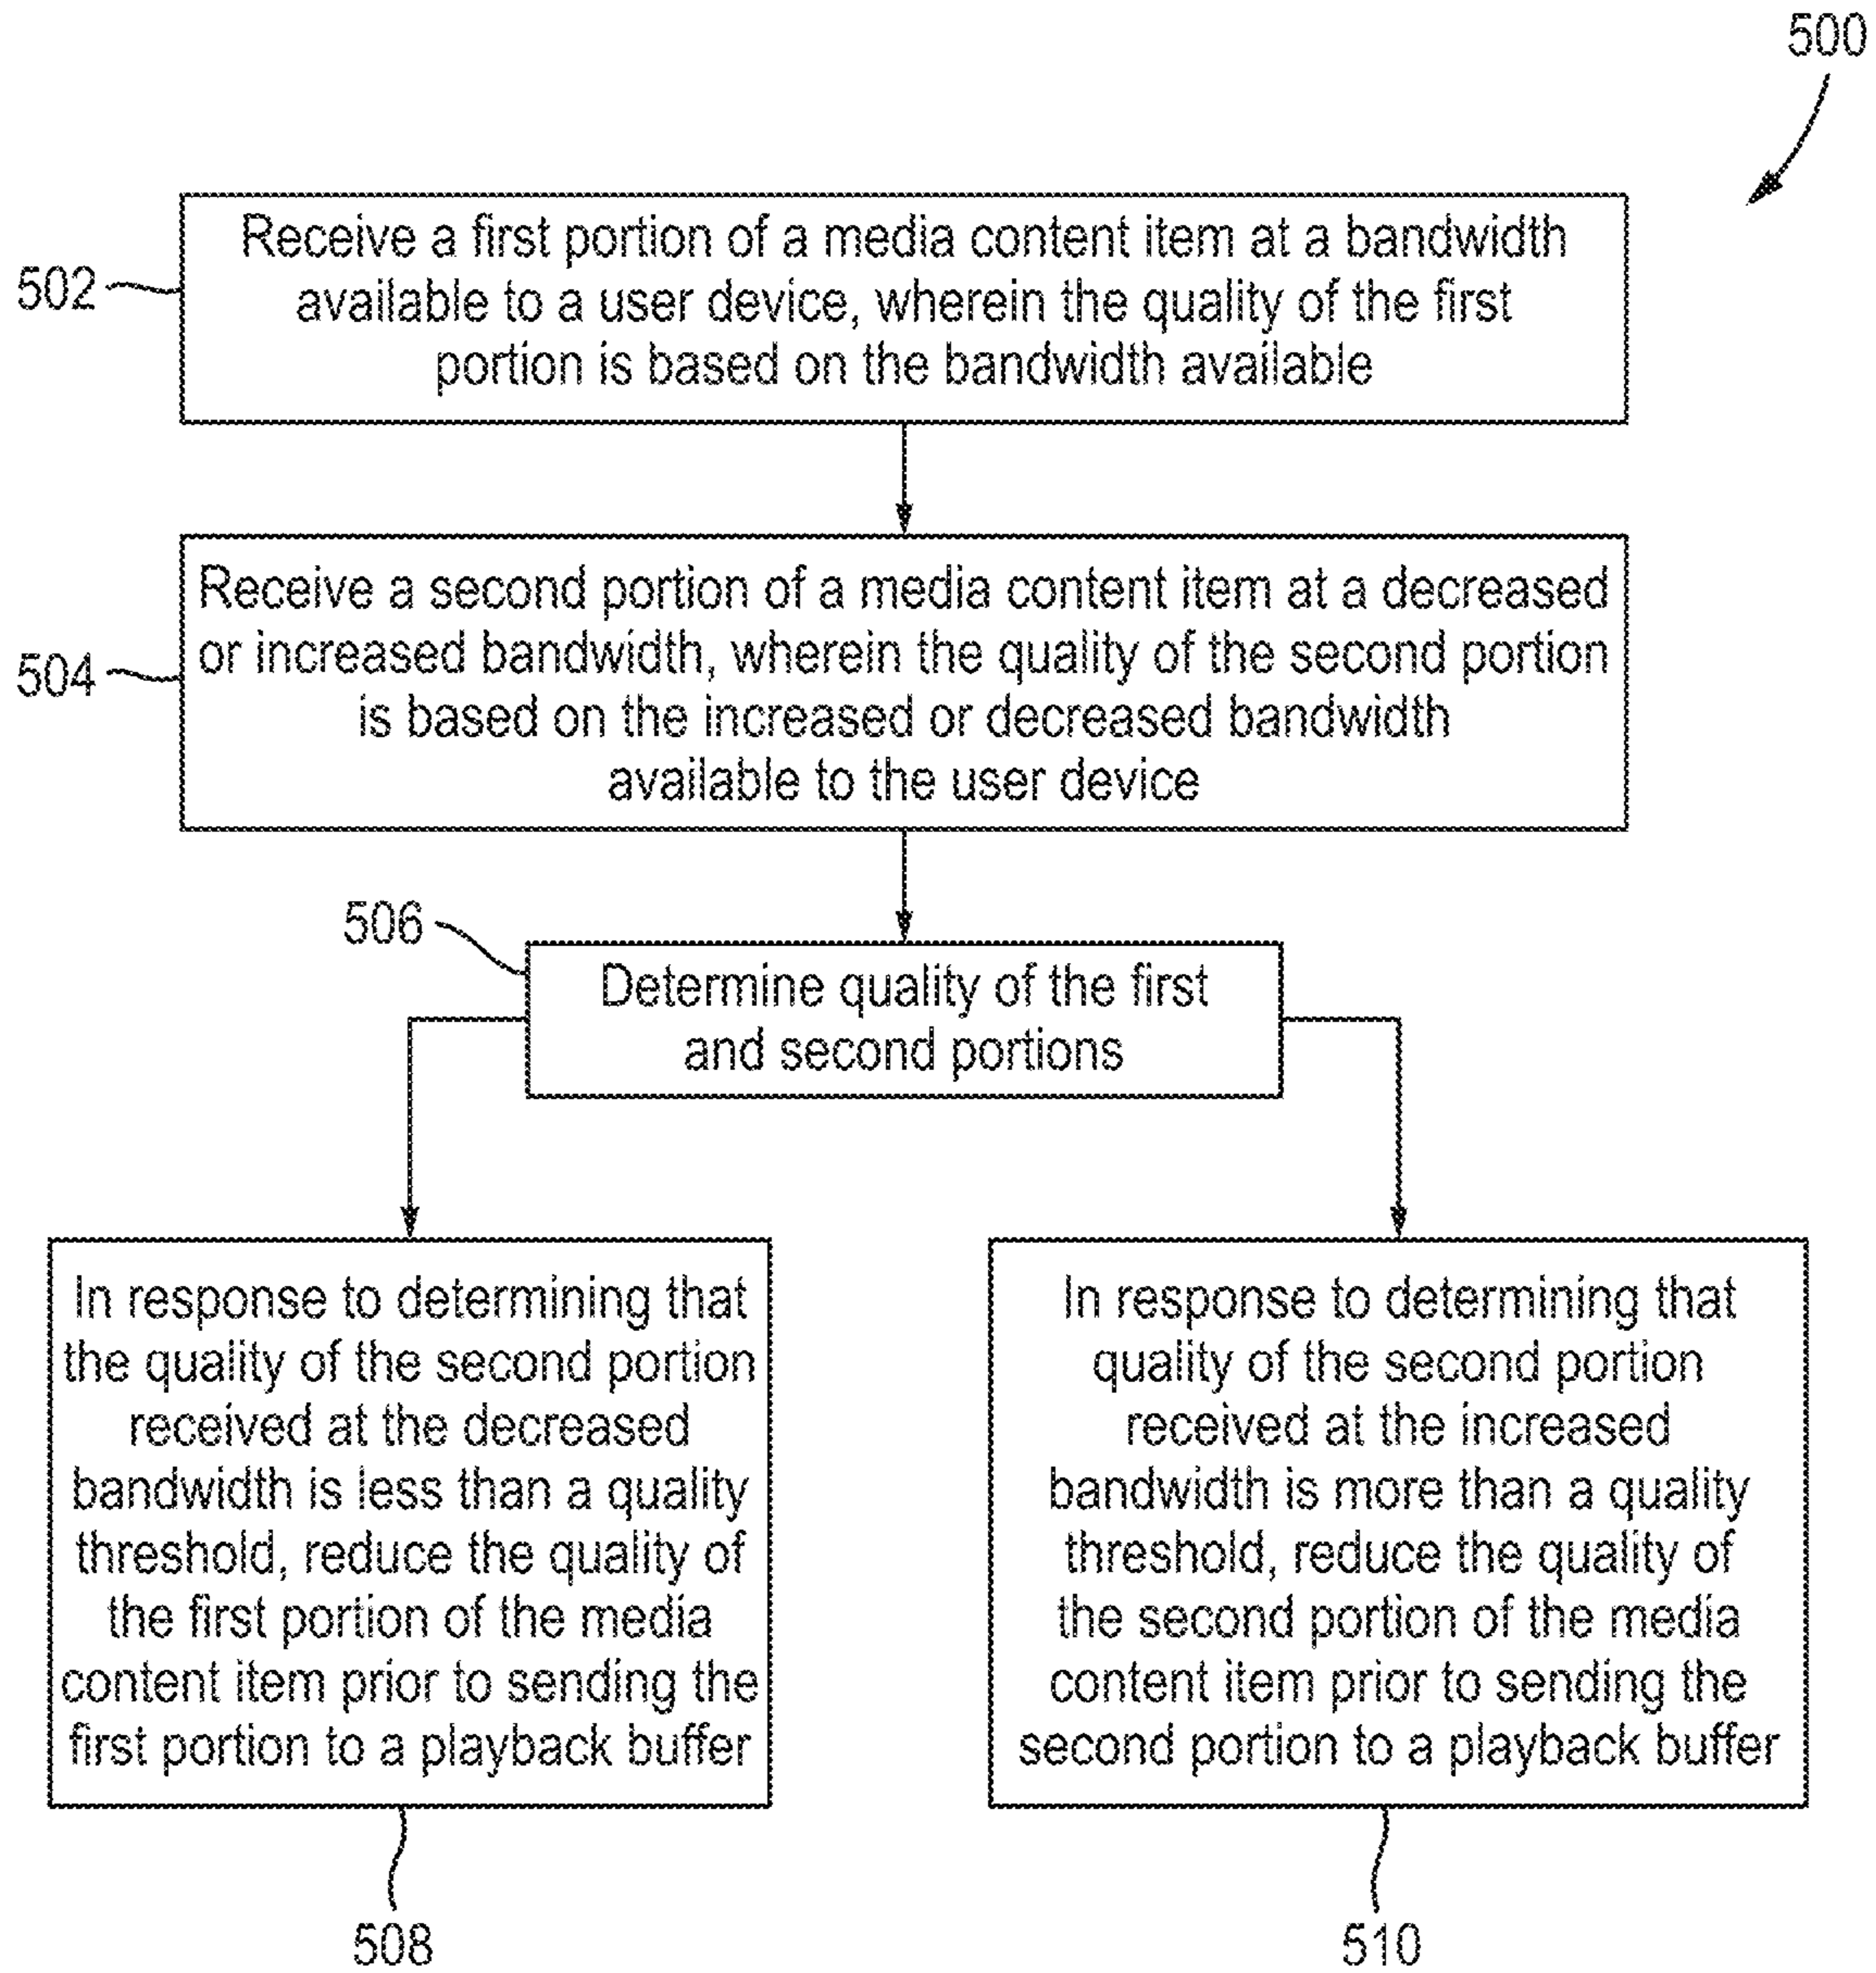 500
502
Receive a first portion of a media content item at a bandwidth
available to a user device, wherein the quality of the first
portion is based on the bandwidth available
504
Receive a second portion of a media content item at a decreased
or increased bandwidth, wherein the quality of the second portion
is based on the increased or decreased bandwidth
available to the user device
506
Determine quality of the first
and second portions
In response to determining that
the quality of the second portion
received at the decreased
bandwidth is less than a quality
threshold, reduce the quality of
the first portion of the media
content item prior to sending the
first portion to a playback buffer
508
In response to determining that
quality of the second portion
received at the increased
bandwidth is more than a quality
threshold, reduce the quality of
the second portion of the media
content item prior to sending the
second portion to a playback buffer
510